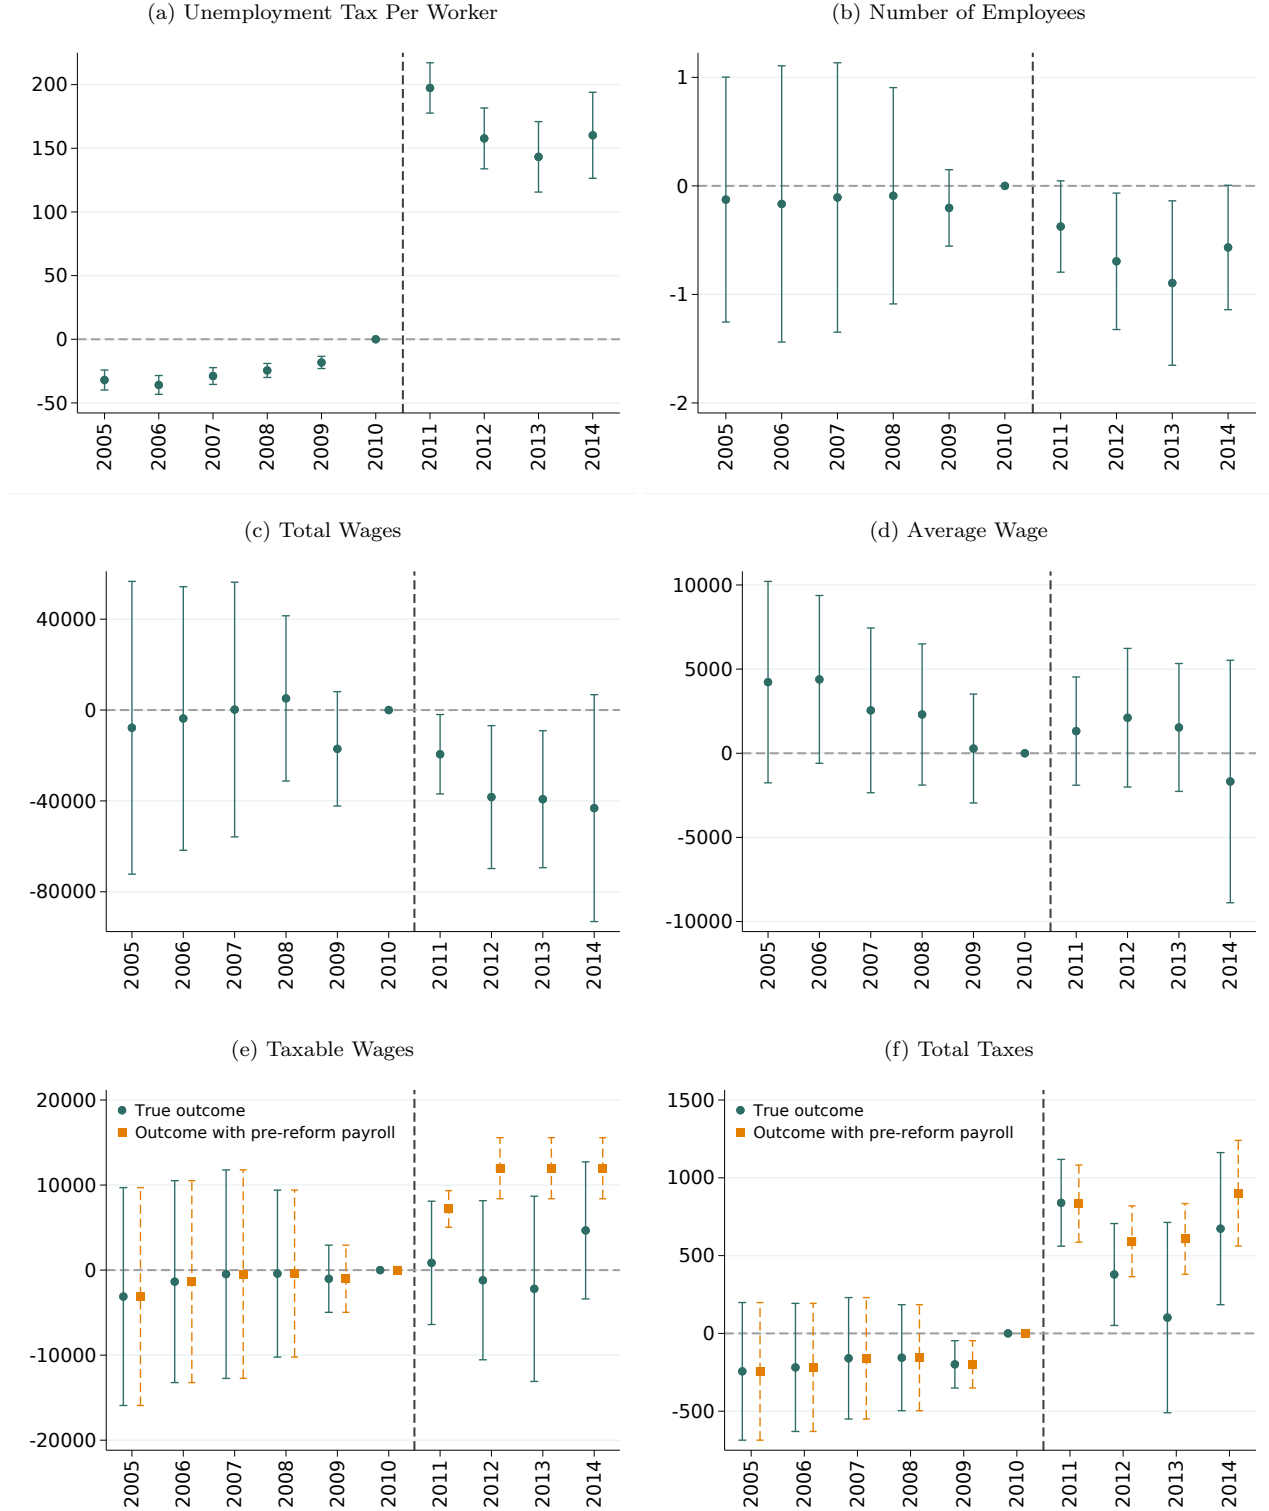 (a) Unemployment Tax Per Worker
200
150
100
50
0
-50
2005 2006 2007 2008 2009 2010 2011 2012 2013 2014
(b) Number of Employees
1
0
-1
-2
2005 2006 2007 2008 2009 2010 2011 2012 2013 2014
(c) Total Wages
40000
0
-40000
-80000
2005 2006 2007 2008 2009 2010 2011 2012 2013 2014
(d) Average Wage
10000
5000
0
-5000
-10000
2005 2006 2007 2008 2009 2010 2011 2012 2013 2014
(e) Taxable Wages
True outcome
Outcome with pre-reform payroll
20000
10000
0
-10000
-20000
2005 2006 2007 2008 2009 2010 2011 2012 2013 2014
(f) Total Taxes
True outcome
Outcome with pre-reform payroll
1500
1000
500
0
-500
2005 2006 2007 2008 2009 2010 2011 2012 2013 2014